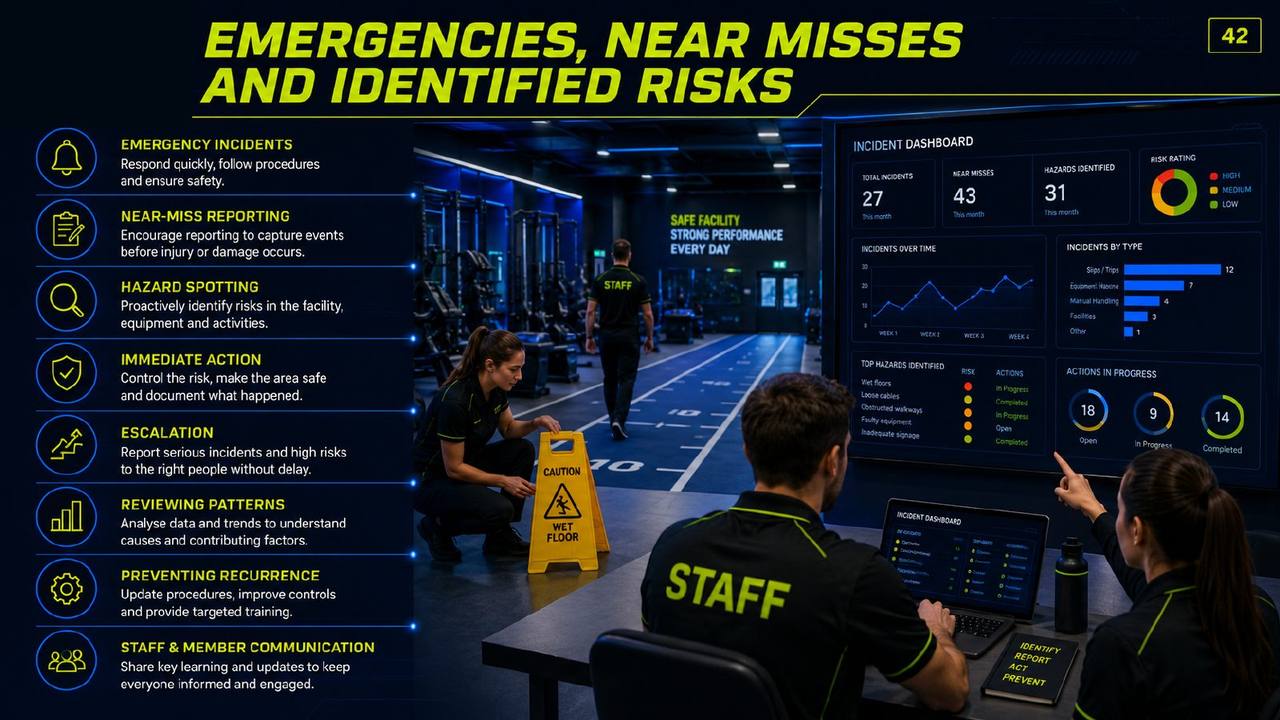 EMERGENCIES, NEAR MISSES
AND IDENTIFIED RISKS
42
EMERGENCY INCIDENTS
Respond quickly, follow procedures
and ensure safety.
NEAR-MISS REPORTING
Encourage reporting to capture events
before injury or damage occurs.
HAZARD SPOTTING
Proactively identify risks in the facility,
equipment and activities.
IMMEDIATE ACTION
Control the risk, make the area safe
and document what happened.
ESCALATION
Report serious incidents and high risks
to the right people without delay.
REVIEWING PATTERNS
Analyse data and trends to understand
causes and contributing factors.
PREVENTING RECURRENCE
Update procedures, improve controls
and provide targeted training.
STAFF & MEMBER COMMUNICATION
Share key learning and updates to keep
everyone informed and engaged.
SAFE FACILITY
STRONG PERFORMANCE
EVERY DAY
STAFF
CAUTION
WET
FLOOR
10
10
STAFF
INCIDENT DASHBOARD
TOTAL INCIDENTS
27
This month
NEAR MISSES
43
This month
HAZARDS IDENTIFIED
31
This month
RISK RATING
HIGH
MEDIUM
LOW
INCIDENTS OVER TIME
30
20
10
0
WEEK 1 WEEK 2 WEEK 3 WEEK 4
INCIDENTS BY TYPE
Slips / Trips 12
Equipment 7
Manual Handling 4
Facilities 3
Other 1
TOP HAZARDS IDENTIFIED RISK ACTIONS
Wet floors In Progress
Loose cables Completed
Obstructed walkways In Progress
Faulty equipment Open
Inadequate signage Completed
ACTIONS IN PROGRESS
18 9 14
Open In Progress Completed
INCIDENT DASHBOARD
IDENTIFY
REPORT
ACT
PREVENT